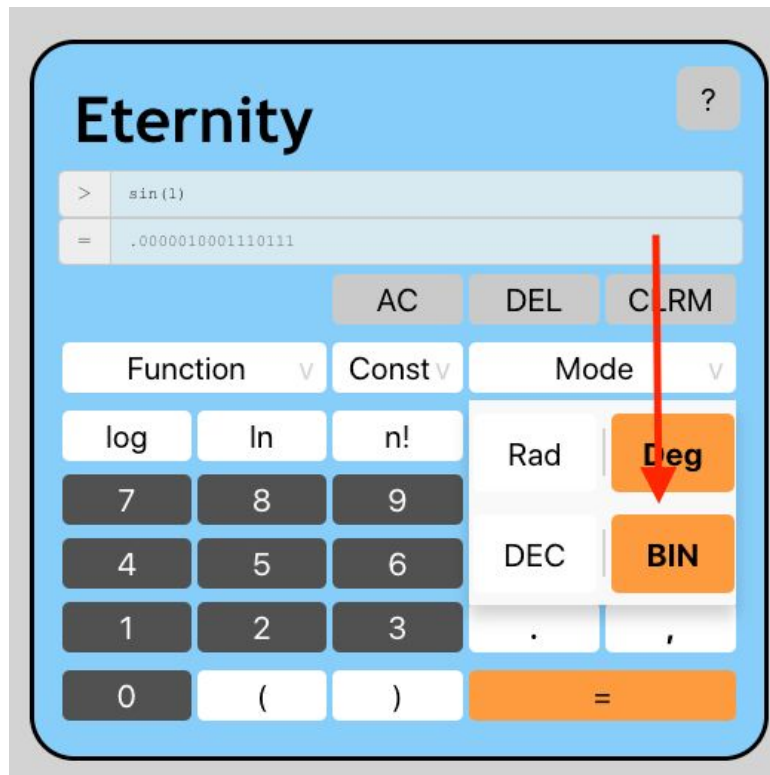 Eternity
?
> sin(1)
= .0000010001110111
AC DEL CLRM
Function v Const v Mode v
log ln n! Rad Deg
7 8 9
4 5 6 DEC BIN
1 2 3 . ,
0 ( ) =